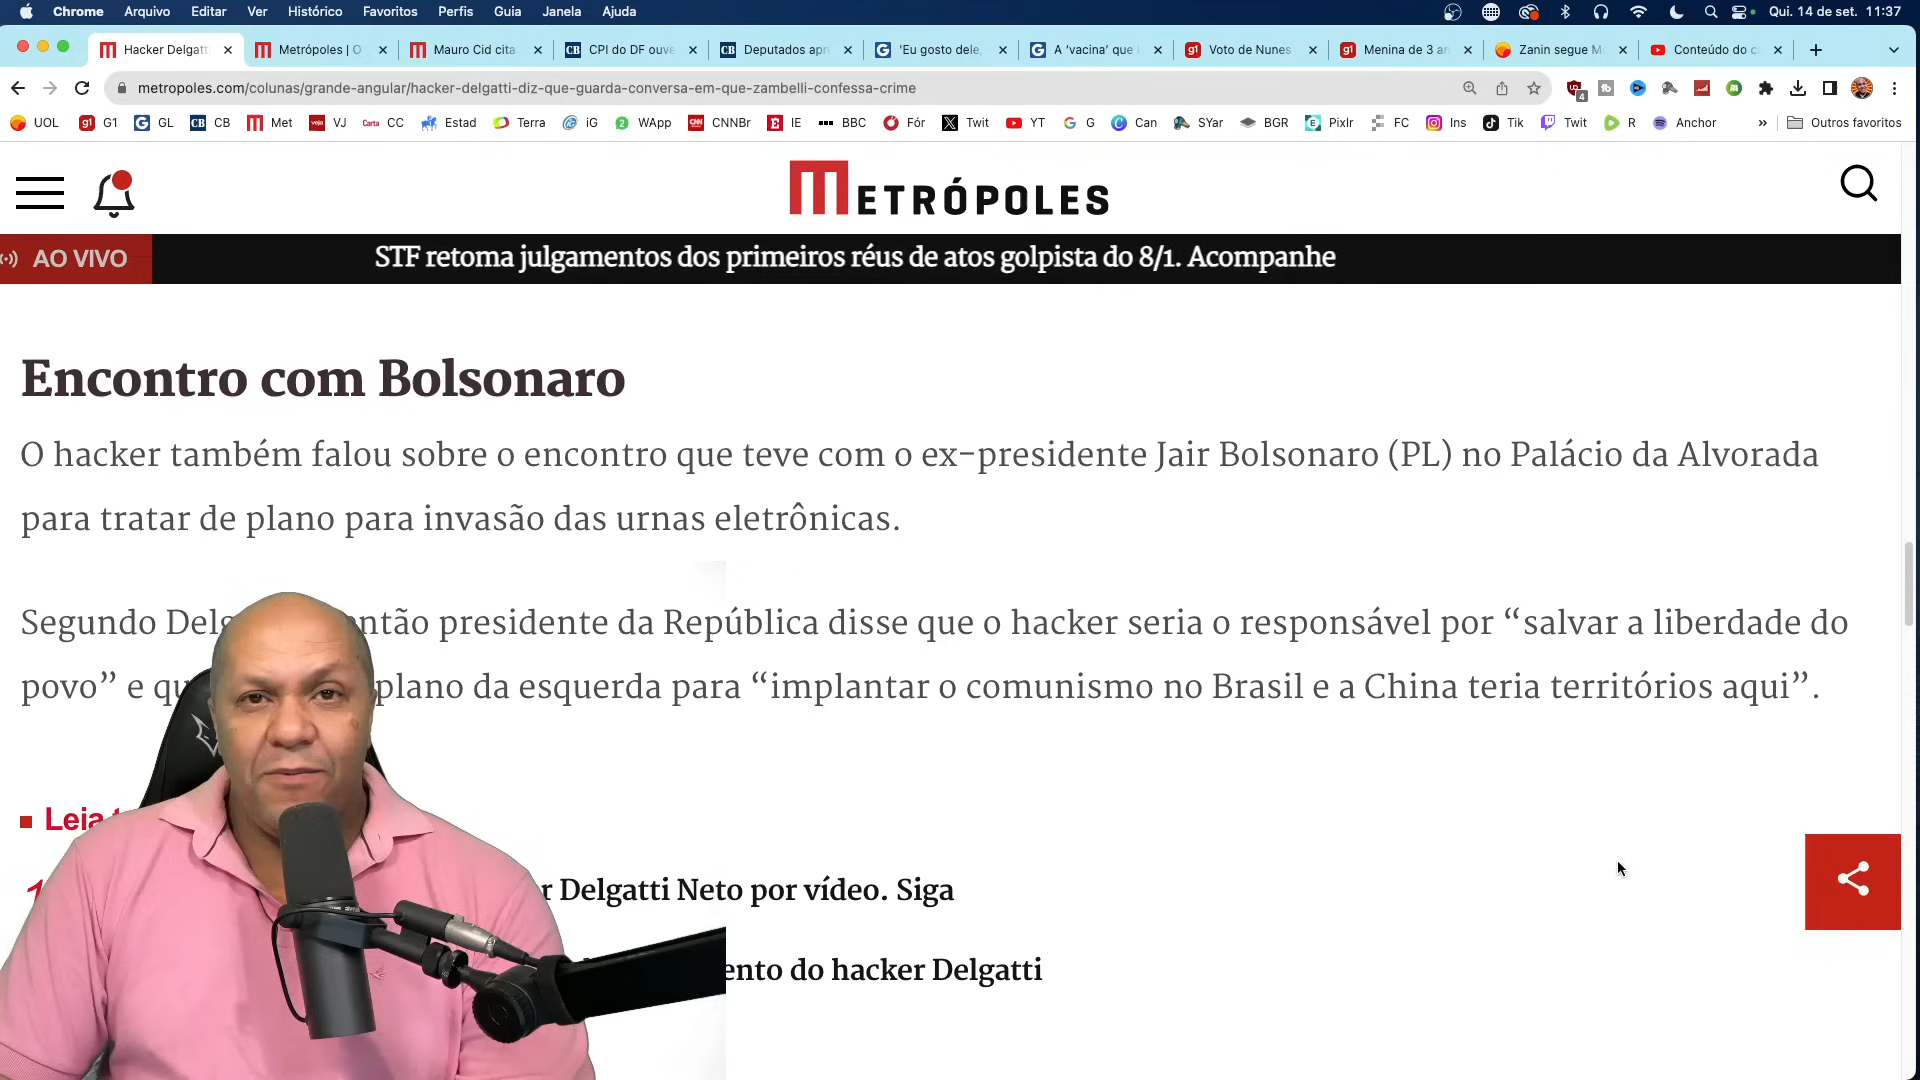 Chrome Arquivo Editar Ver Histórico Favoritos Perfis Guia Janela Ajuda Qui. 14 de set. 11:37
Hacker Delgatt Metrópoles | O Mauro Cid cita CPI do DF ouve Deputados apr 'Eu gosto dele, A 'vacina' que Voto de Nunes Menina de 3 an Zanin segue M Conteúdo do c
metropoles.com/colunas/grande-angular/hacker-delgatti-diz-que-guarda-conversa-em-que-zambelli-confessa-crime
UOL G1 GL CB Met VJ CC Estad Terra iG WApp CNNBr IE BBC Fór Twit YT G Can SYar BGR Pixlr FC Ins Tik Twit R Anchor » Outros favoritos
METRÓPOLES
AO VIVO STF retoma julgamentos dos primeiros réus de atos golpista do 8/1. Acompanhe
Encontro com Bolsonaro
O hacker também falou sobre o encontro que teve com o ex-presidente Jair Bolsonaro (PL) no Palácio da Alvorada
para tratar de plano para invasão das urnas eletrônicas.
Segundo Del ntão presidente da República disse que o hacker seria o responsável por “salvar a liberdade do
povo” e qu plano da esquerda para “implantar o comunismo no Brasil e a China teria territórios aqui”.
Leia
r Delgatti Neto por vídeo. Siga
ento do hacker Delgatti